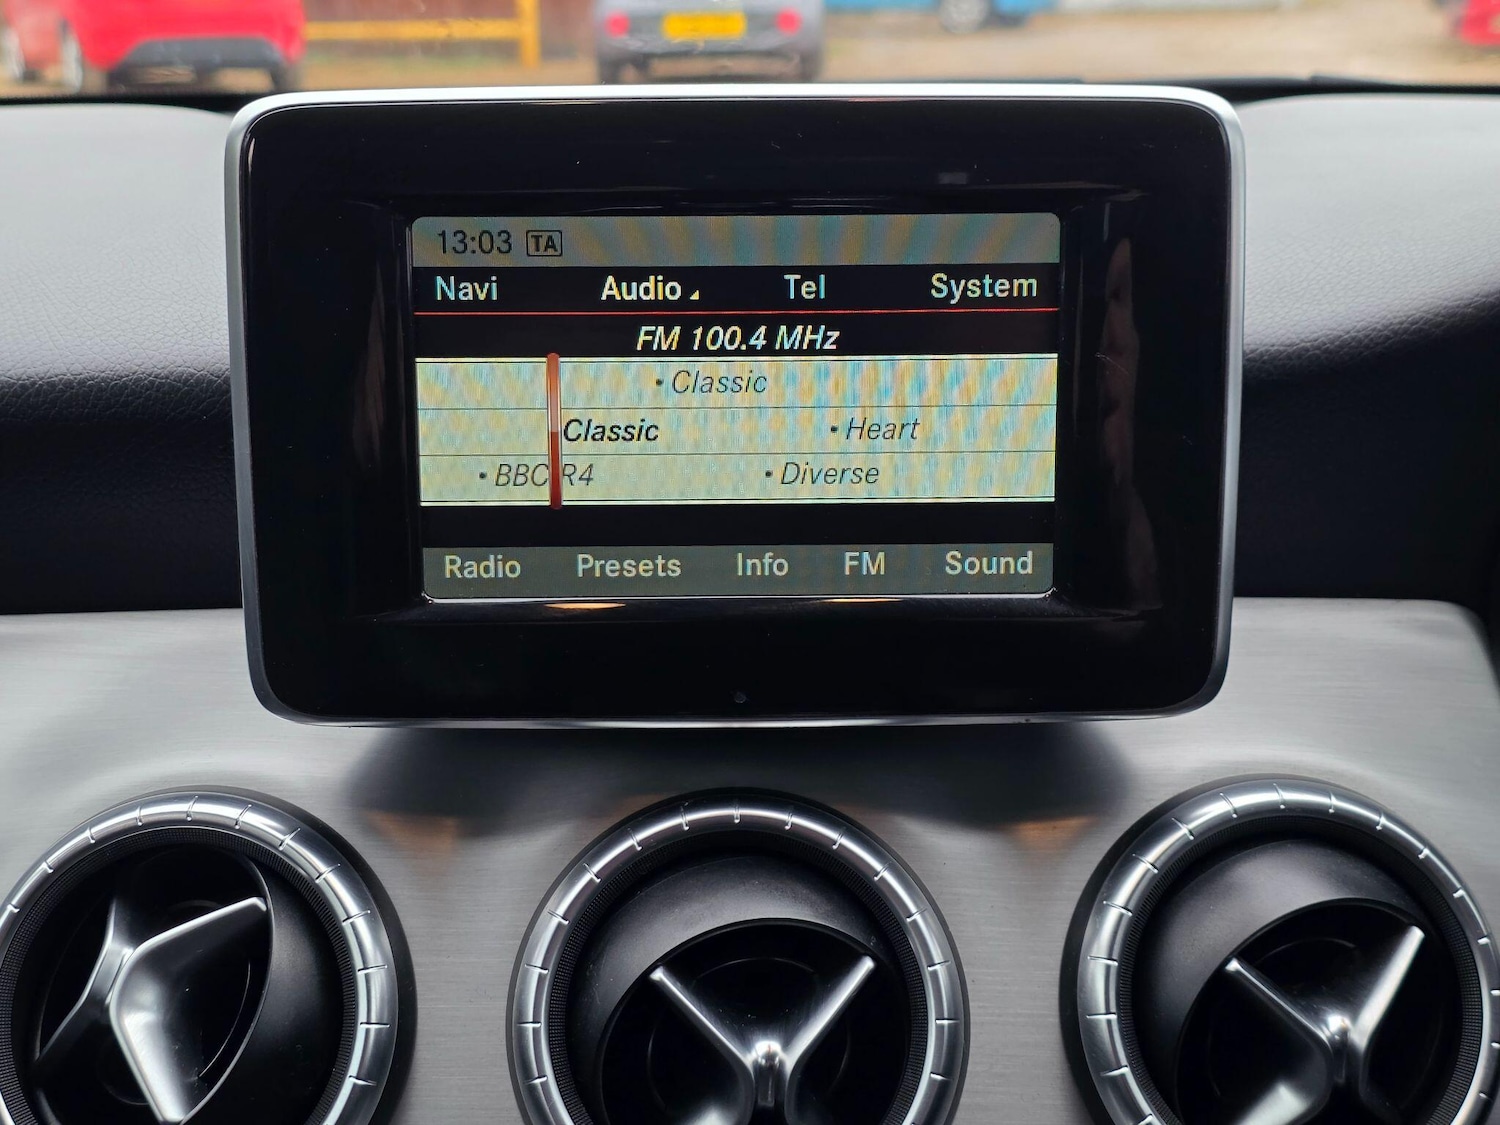 13:03 TA
Navi Audio Tel System
FM 100.4 MHz
• Classic
Classic • Heart
• BBC R4 • Diverse
Radio Presets Info FM Sound